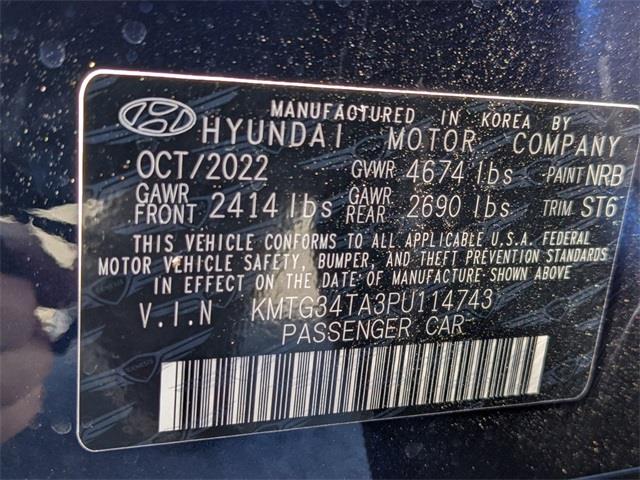 MANUFACTURED IN KOREA BY
HYUNDAI MOTOR COMPANY
OCT/2022 GVWR 4674 lbs PAINT NRB
GAWR FRONT 2414 lbs GAWR REAR 2690 lbs TRIM ST6
THIS VEHICLE CONFORMS TO ALL APPLICABLE U.S.A. FEDERAL
MOTOR VEHICLE SAFETY, BUMPER, AND THEFT PREVENTION STANDARDS
IN EFFECT ON THE DATE OF MANUFACTURE SHOWN ABOVE
V.I.N KMTG34TA3PU114743
PASSENGER CAR